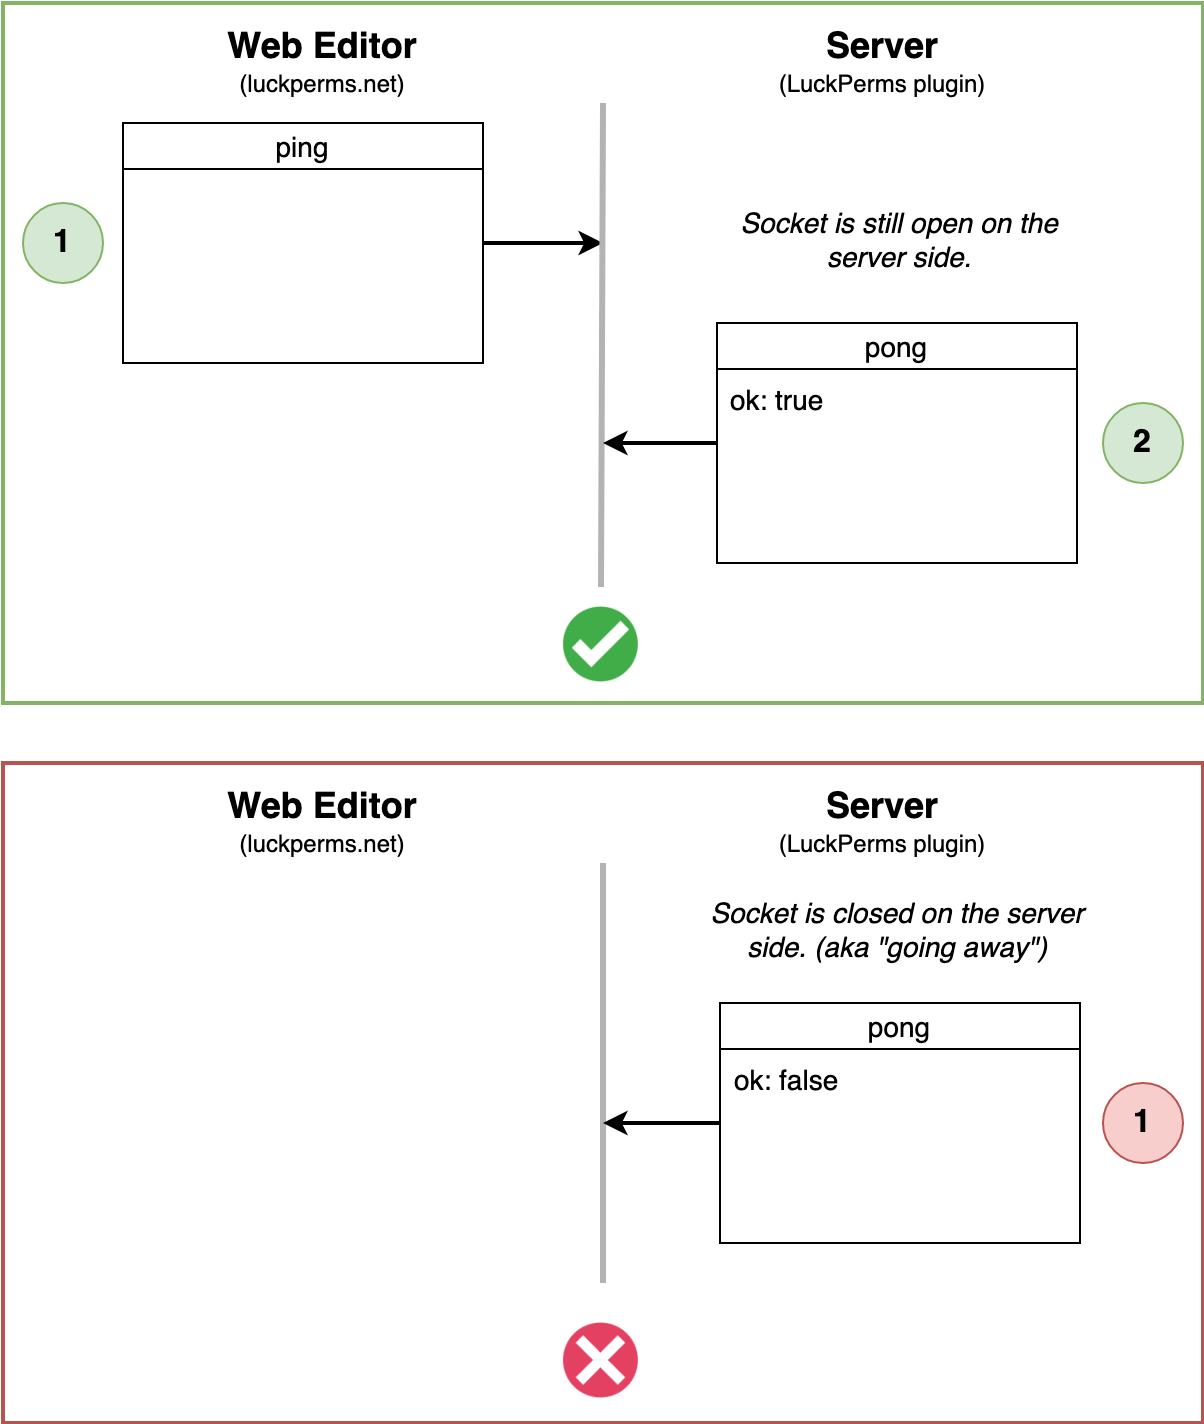 Web Editor
(luckperms.net)
Server
(LuckPerms plugin)
ping
1
Socket is still open on the
server side.
pong
ok: true
2
Web Editor
(luckperms.net)
Server
(LuckPerms plugin)
Socket is closed on the server
side. (aka "going away")
pong
ok: false
1